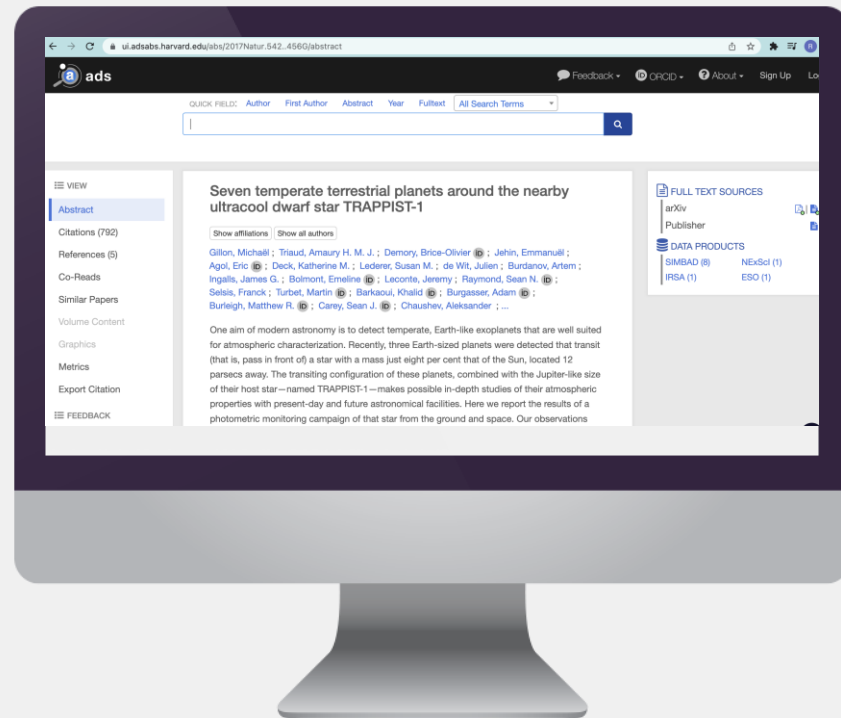 ui.adsabs.harvard.edu/abs/2017Natur.542..456G/abstract
R
a ads
Feedback
iD ORCID
? About
Sign Up
QUICK FIELD: Author First Author Abstract Year Fulltext All Search Terms
VIEW
Abstract
Citations (792)
References (5)
Co-Reads
Similar Papers
Volume Content
Graphics
Metrics
Export Citation
FEEDBACK
Seven temperate terrestrial planets around the nearby
ultracool dwarf star TRAPPIST-1
Show affiliations Show all authors
Gillon, Michaël ; Triaud, Amaury H. M. J. ; Demory, Brice-Olivier iD ; Jehin, Emmanuël ;
Agol, Eric iD ; Deck, Katherine M. ; Lederer, Susan M. ; de Wit, Julien ; Burdanov, Artem ;
Ingalls, James G. ; Bolmont, Emeline iD ; Leconte, Jeremy ; Raymond, Sean N. iD ;
Selsis, Franck ; Turbet, Martin iD ; Barkaoui, Khalid iD ; Burgasser, Adam iD ;
Burleigh, Matthew R. iD ; Carey, Sean J. iD ; Chaushev, Aleksander ; ...
One aim of modern astronomy is to detect temperate, Earth-like exoplanets that are well suited
for atmospheric characterization. Recently, three Earth-sized planets were detected that transit
(that is, pass in front of) a star with a mass just eight per cent that of the Sun, located 12
parsecs away. The transiting configuration of these planets, combined with the Jupiter-like size
of their host star—named TRAPPIST-1—makes possible in-depth studies of their atmospheric
properties with present-day and future astronomical facilities. Here we report the results of a
photometric monitoring campaign of that star from the ground and space. Our observations
FULL TEXT SOURCES
arXiv
Publisher
DATA PRODUCTS
SIMBAD (8) NExScI (1)
IRSA (1) ESO (1)